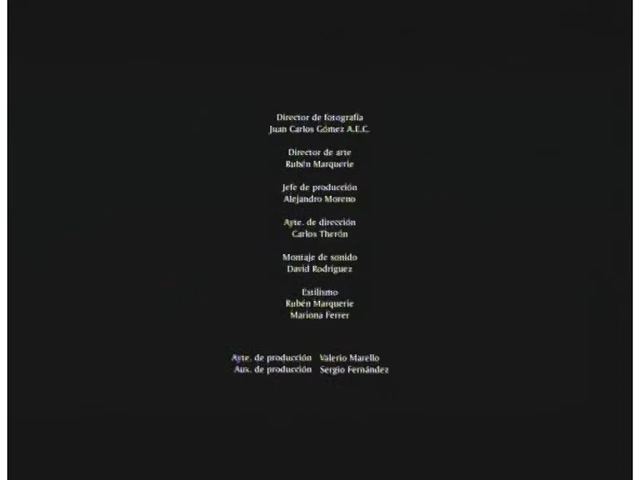 Director de fotografía
Juan Carlos Gómez A.E.C.
Director de arte
Rubén Marquerie
Jefe de producción
Alejandro Moreno
Ayte. de dirección
Carlos Therón
Montaje de sonido
David Rodríguez
Estilismo
Rubén Marquerie
Mariona Ferrer
Ayte. de producción Valerio Marello
Aux. de producción Sergio Fernández